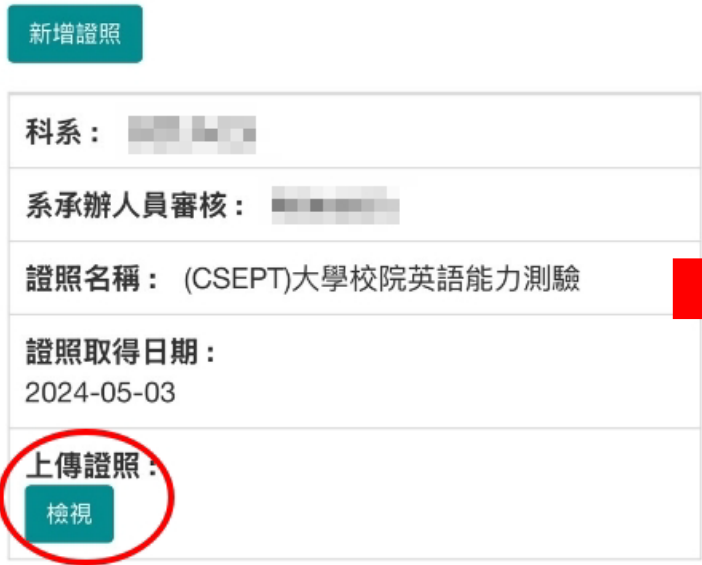 新增證照
科系：
系承辦人員審核：
證照名稱： (CSEPT)大學校院英語能力測驗
證照取得日期：
2024-05-03
上傳證照：
檢視